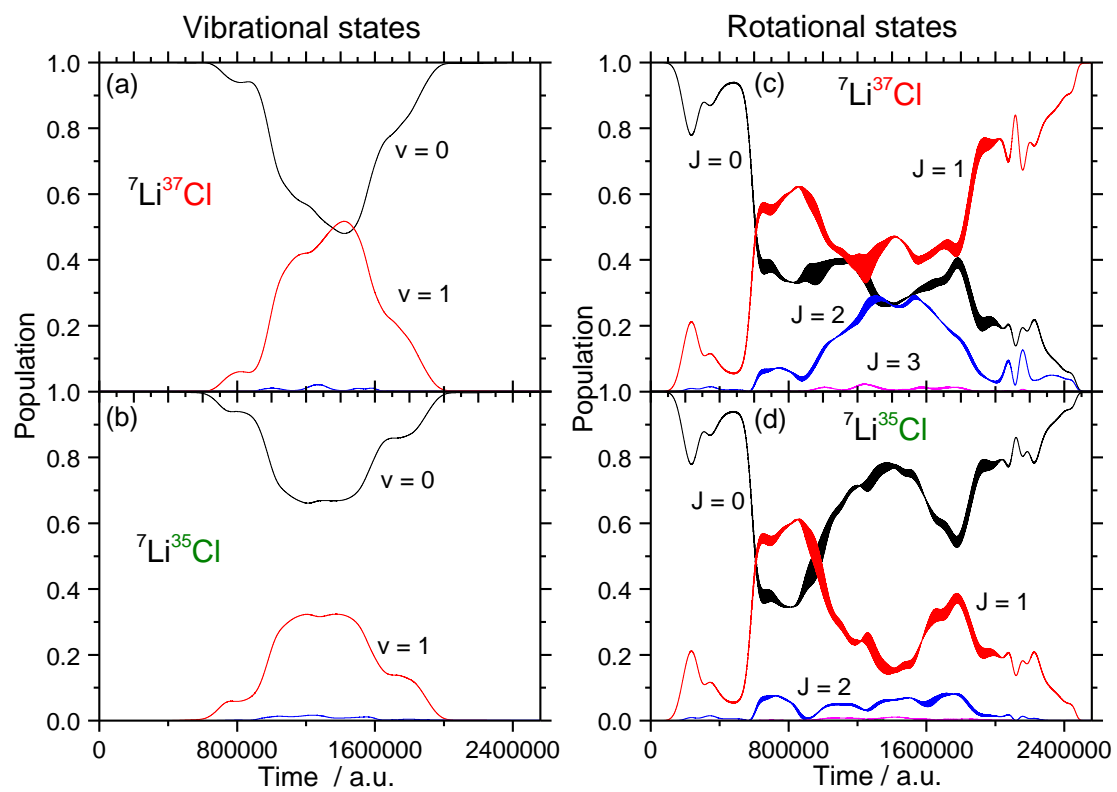 Vibrational states
Rotational states
Population
1.0
0.8
0.6
0.4
0.2
1.0
(a)
v = 0
⁷Li³⁷Cl
v = 1
(c)
⁷Li³⁷Cl
J = 0
J = 1
J = 2
J = 3
Population
1.0
0.8
0.6
0.4
0.2
1.0
0.8
0.6
0.4
0.2
0.0
(b)
v = 0
⁷Li³⁵Cl
v = 1
(d)
⁷Li³⁵Cl
J = 0
J = 1
J = 2
0.8
0.6
0.4
0.2
0.0
0 8000000 1600000 2400000
Time / a.u.
0 8000000 1600000 2400000
Time / a.u.